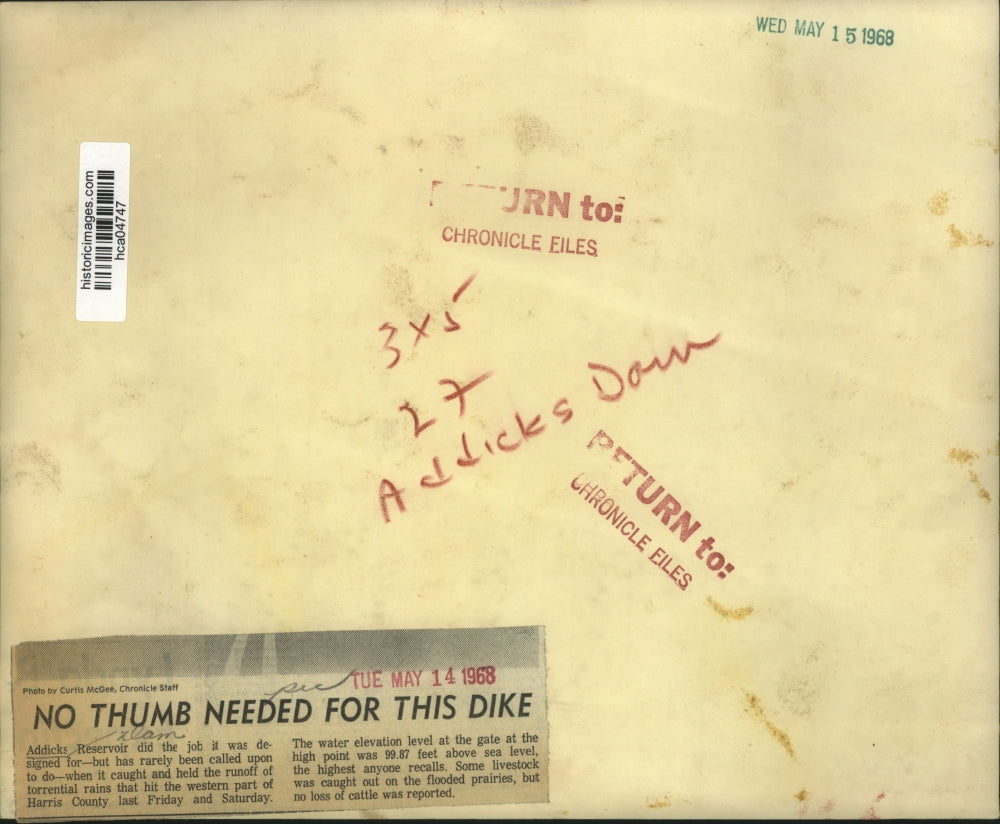 WED MAY 15 1968
historicimages.com
hca04747
RETURN to:
CHRONICLE FILES
3x5
27
Addicks Dam
RETURN to:
CHRONICLE FILES
TUE MAY 14 1968
Photo by Curtis McGee, Chronicle Staff
pic
NO THUMB NEEDED FOR THIS DIKE
xdam
Addicks Reservoir did the job it was de-
signed for—but has rarely been called upon
to do—when it caught and held the runoff of
torrential rains that hit the western part of
Harris County last Friday and Saturday.
The water elevation level at the gate at the
high point was 99.87 feet above sea level,
the highest anyone recalls. Some livestock
was caught out on the flooded prairies, but
no loss of cattle was reported.